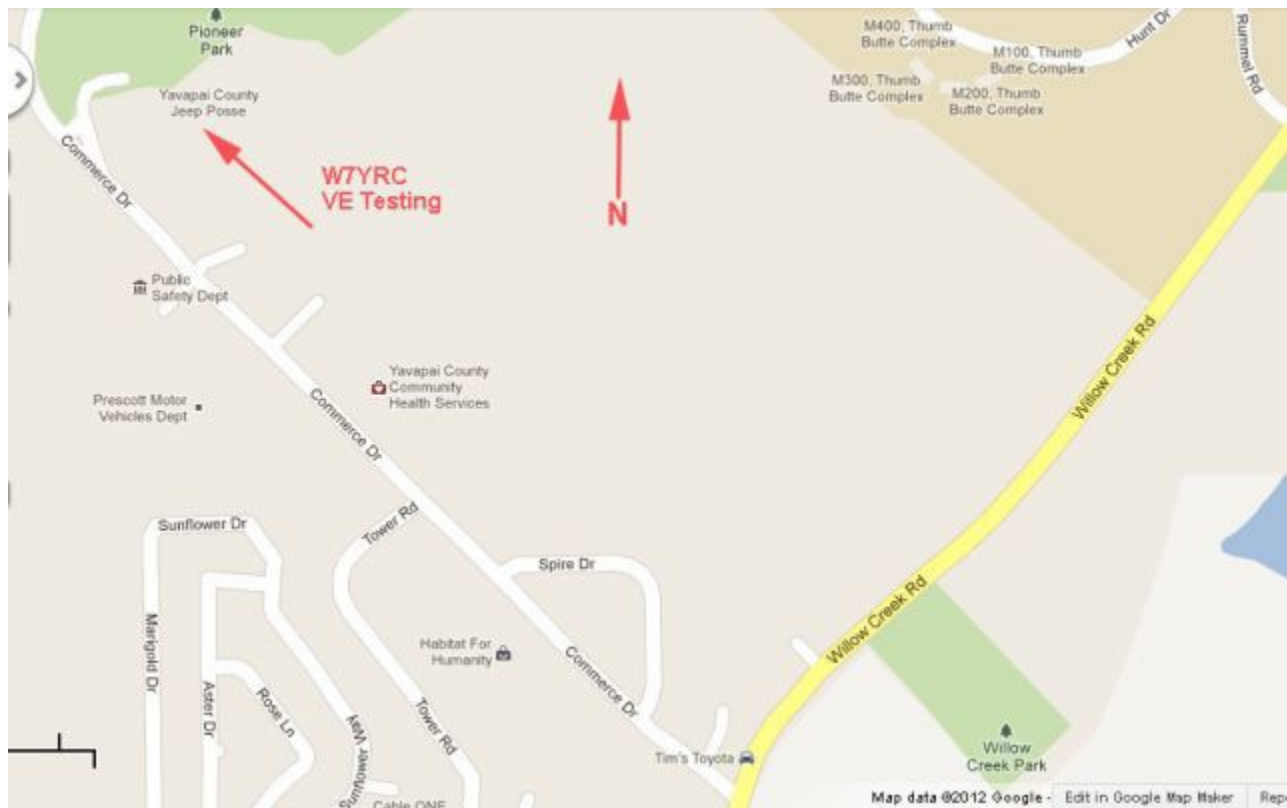 Pioneer
Park
Yavapai County
Jeep Posse
W7YRC
VE Testing
N
M400, Thumb
Butte Complex
M100, Thumb
Butte Complex
M300, Thumb
Butte Complex
M200, Thumb
Butte Complex
Hunt Dr
Rummel Rd
Commerce Dr
Public
Safety Dept
Yavapai County
Community
Health Services
Prescott Motor
Vehicles Dept
Commerce Dr
Willow Creek Rd
Sunflower Dr
Tower Rd
Spire Dr
Willow Creek Rd
Marigold Dr
Aster Dr
Rose Ln
Sunflower Way
Tower Rd
Habitat For
Humanity
Commerce Dr
Tim's Toyota
Willow
Creek Park
Cable ONE
Map data ©2012 Google - Edit in Google Map Maker Rep